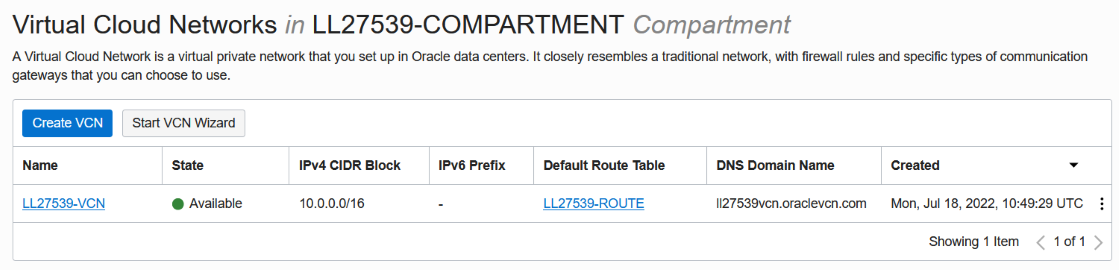 Virtual Cloud Networks in LL27539-COMPARTMENT Compartment
A Virtual Cloud Network is a virtual private network that you set up in Oracle data centers. It closely resembles a traditional network, with firewall rules and specific types of communication
gateways that you can choose to use.
Create VCN Start VCN Wizard
Name State IPv4 CIDR Block IPv6 Prefix Default Route Table DNS Domain Name Created
LL27539-VCN Available 10.0.0.0/16 - LL27539-ROUTE ll27539vcn.oraclevcn.com Mon, Jul 18, 2022, 10:49:29 UTC
Showing 1 Item < 1 of 1 >